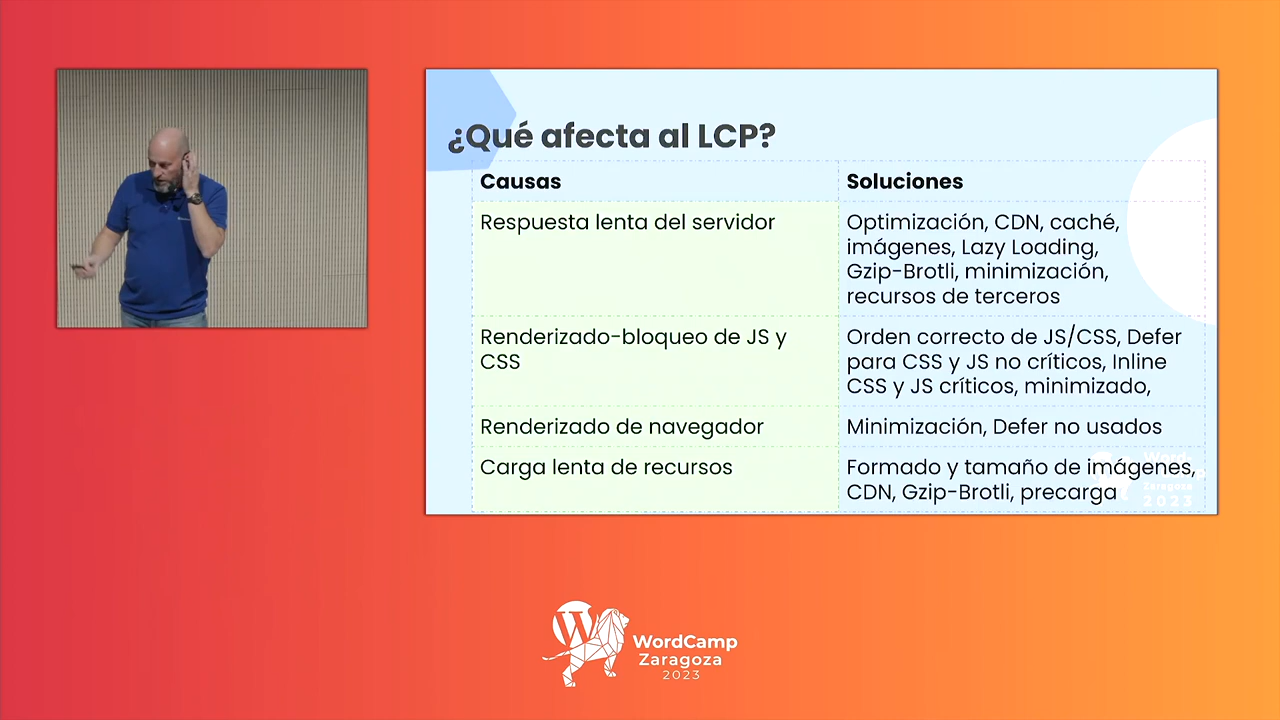 ¿Qué afecta al LCP?
Causas
Soluciones
Respuesta lenta del servidor
Optimización, CDN, caché,
imágenes, Lazy Loading,
Gzip-Brotli, minimización,
recursos de terceros
Renderizado-bloqueo de JS y
CSS
Orden correcto de JS/CSS, Defer
para CSS y JS no críticos, Inline
CSS y JS críticos, minimizado,
Renderizado de navegador
Minimización, Defer no usados
Carga lenta de recursos
Formado y tamaño de imágenes,
CDN, Gzip-Brotli, precarga
Zaragoza
2023
WordCamp
Zaragoza
2023